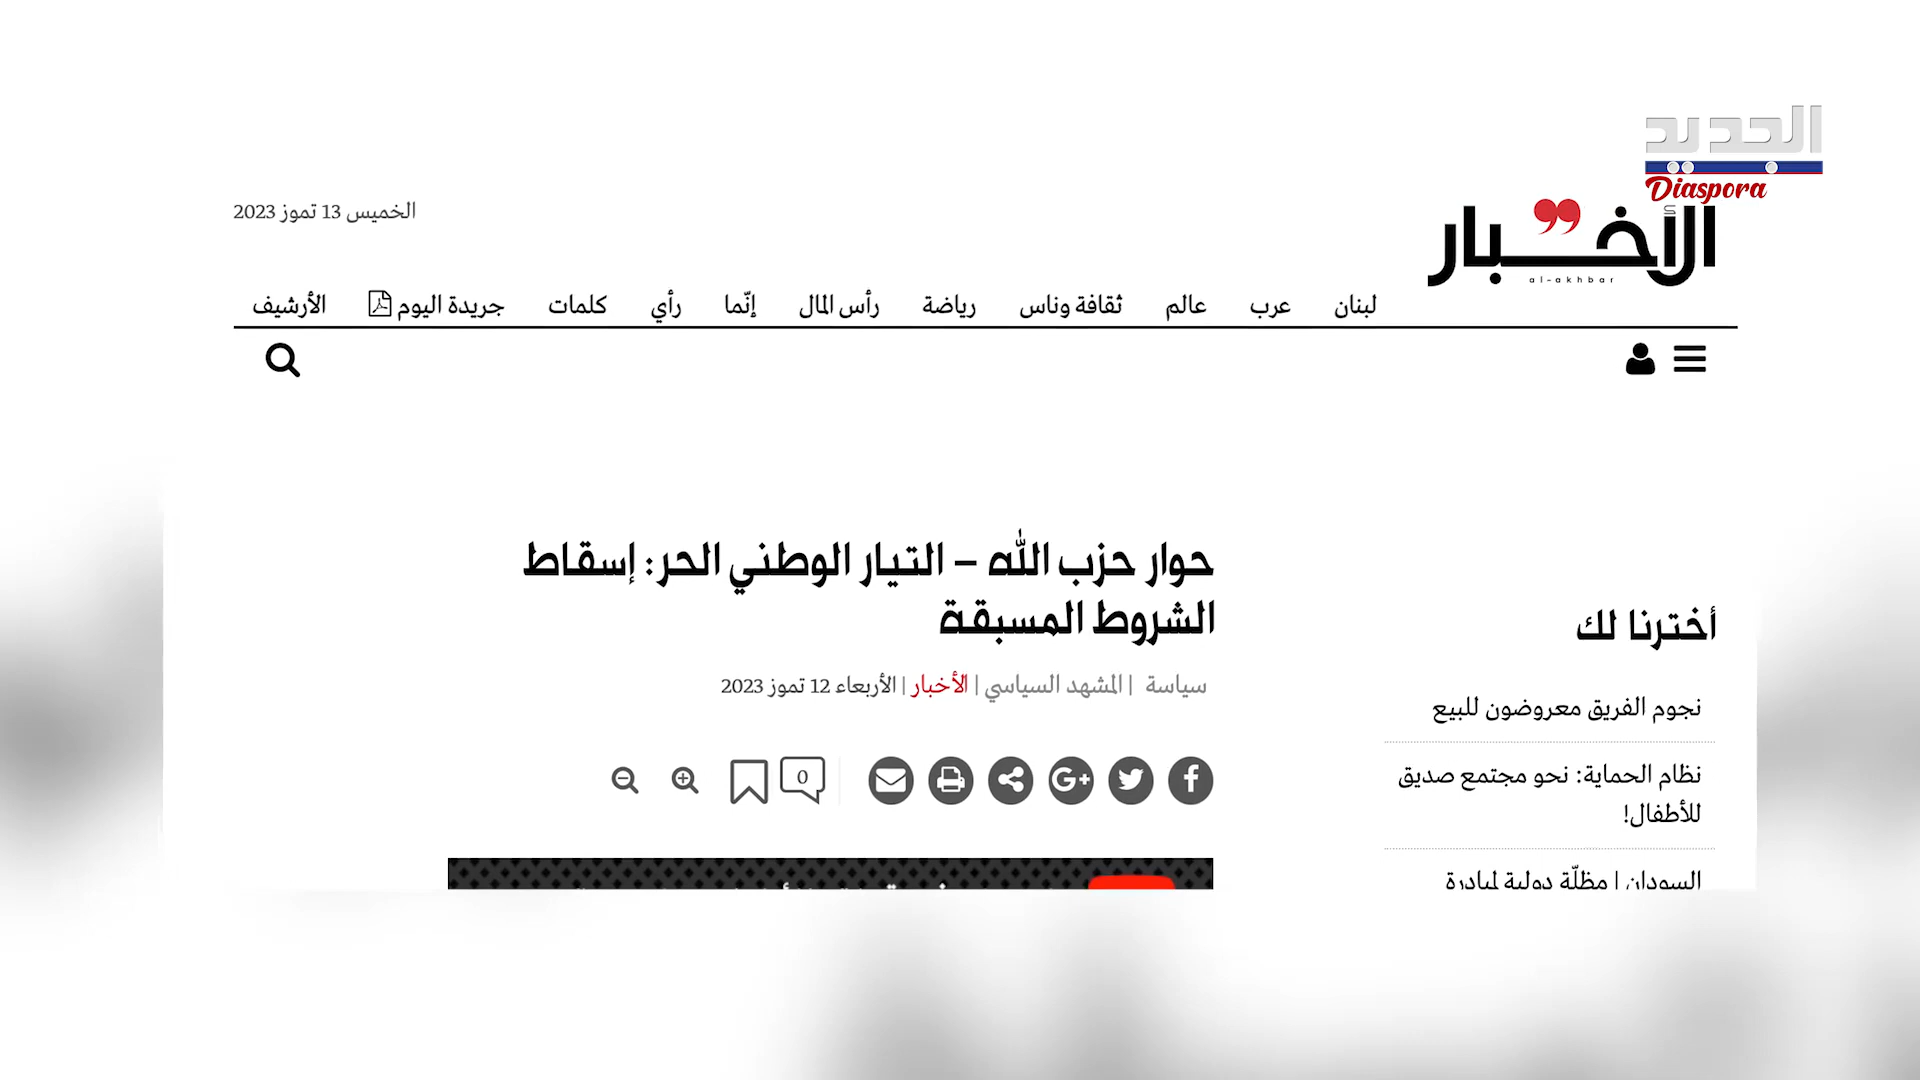 الجديد
Diaspora
الأخبار
al-akhbar
الخميس 13 تموز 2023
لبنان عرب عالم ثقافة وناس رياضة رأس المال إنّما رأي كلمات جريدة اليوم الأرشيف
حوار حزب الله – التيار الوطني الحر: إسقاط
الشروط المسبقة
سياسة | المشهد السياسي | الأخبار | الأربعاء 12 تموز 2023
0
أخترنا لك
نجوم الفريق معروضون للبيع
نظام الحماية: نحو مجتمع صديق
للأطفال!
السودان | مظلّة دولية لمبادرة